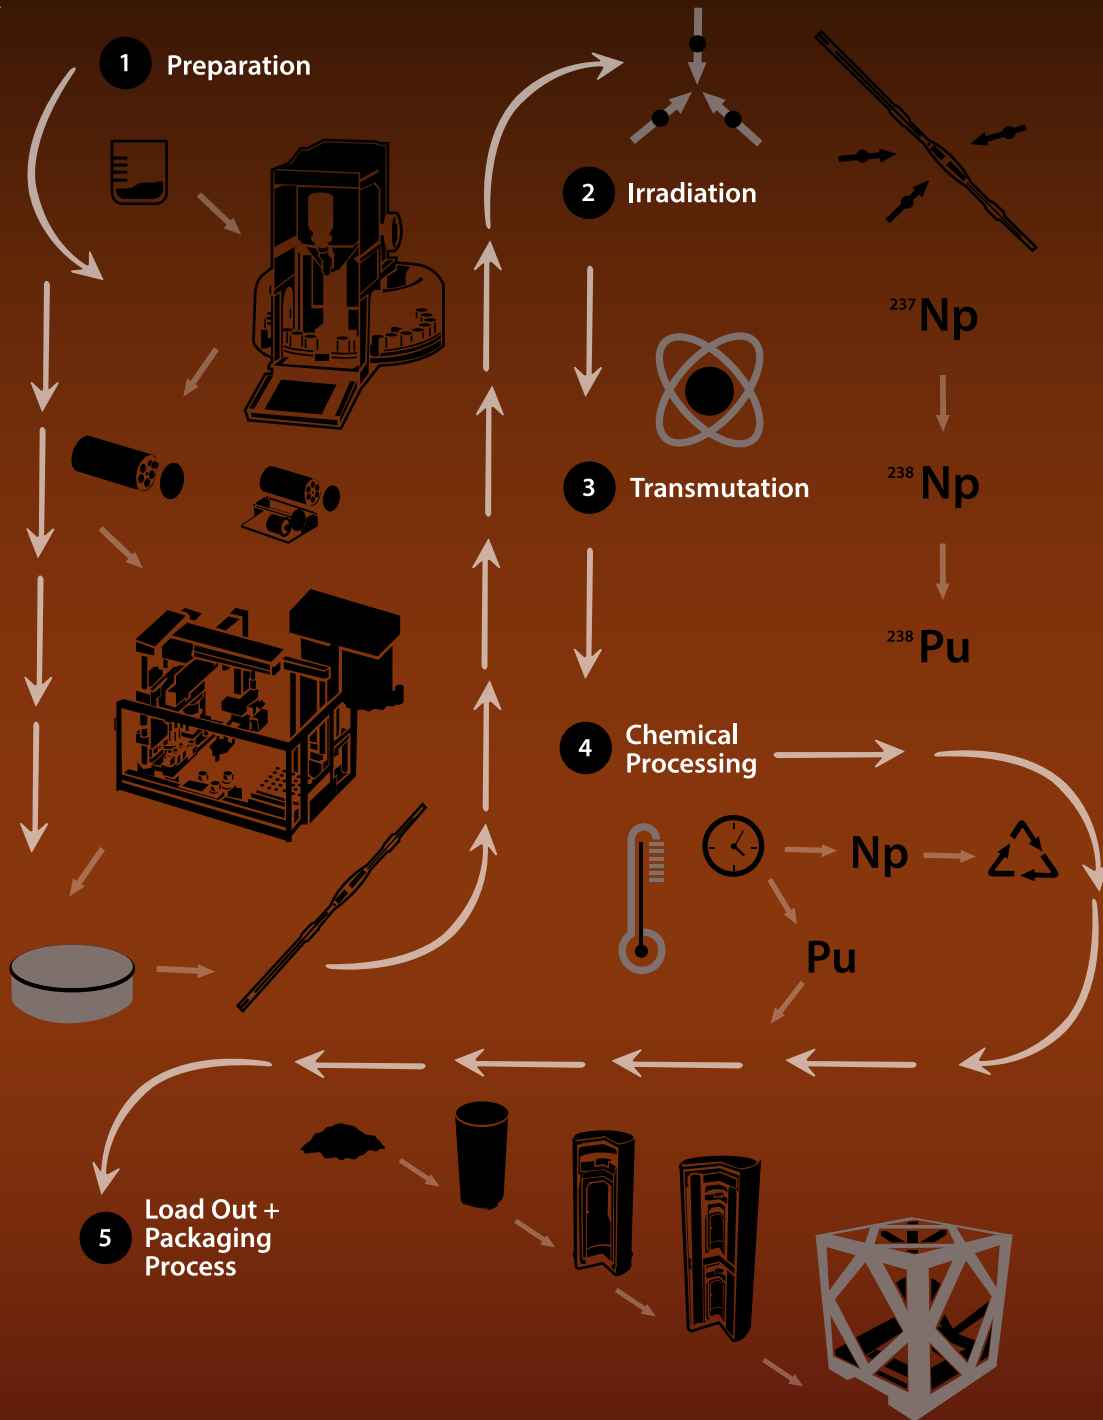 1 Preparation
2 Irradiation
²³⁷Np
3 Transmutation
²³⁸Np
²³⁸Pu
4 Chemical
Processing
Np
Pu
5 Load Out +
Packaging
Process